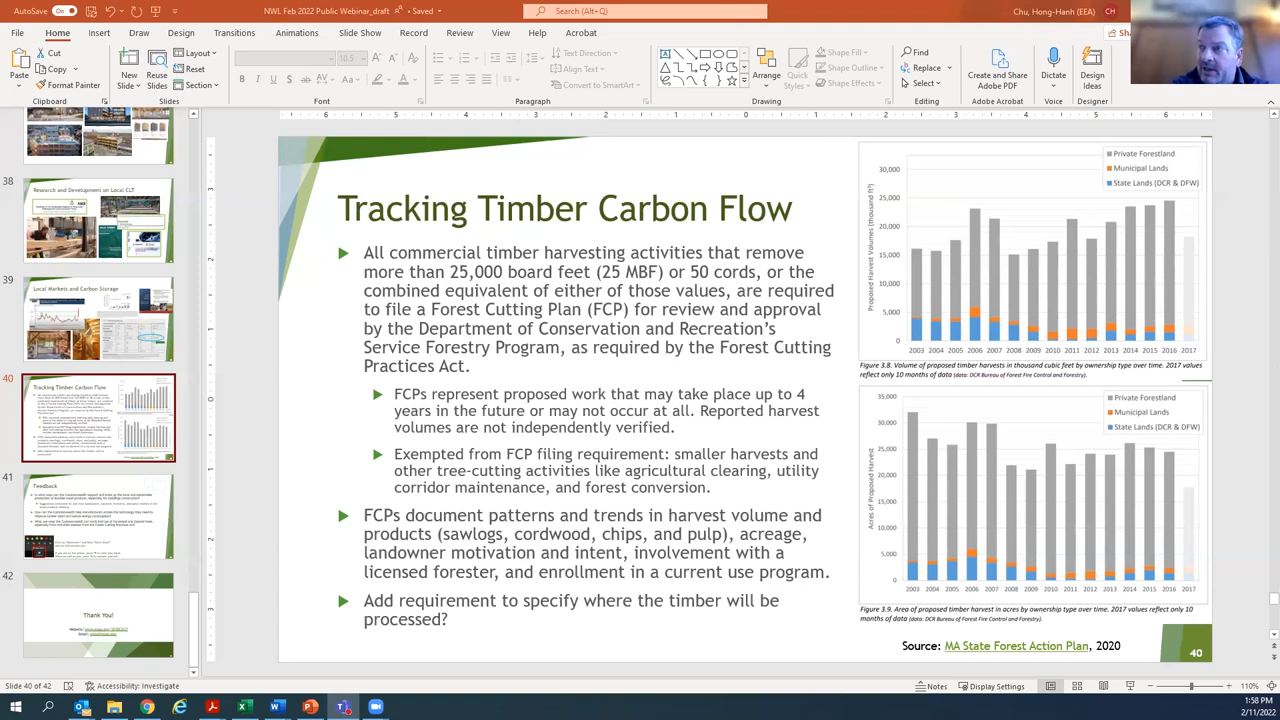 AutoSave On
NWL Feb 2022 Public Webinar_draft • Saved
Search (Alt+Q)
Chu, Hong-Hanh (EEA)
File Home Insert Draw Design Transitions Animations Slide Show Record Review View Help Acrobat
Cut
Copy
Format Painter
Paste
Clipboard
New Slide
Reuse Slides
Layout
Reset
Section
Slides
Font
Text Direction
Align Text
Convert to SmartArt
Paragraph
Arrange
Quick Styles
Shape Fill
Shape Outline
Shape Effects
Drawing
Find
Replace
Select
Editing
Create and Share Adobe PDF
Adobe Acrobat
Dictate
Voice
Design Ideas
Designer
38
Research and Development on Local CLT
39
Local Markets and Carbon Storage
40
Tracking Timber Carbon Flow
41
Feedback
42
Thank You!
Tracking Timber Carbon Flow
All commercial timber harvesting activities that remove
more than 25,000 board feet (25 MBF) or 50 cords, or the
combined equivalent of either of those values, are required
to file a Forest Cutting Plan (FCP) for review and approval
by the Department of Conservation and Recreation's
Service Forestry Program, as required by the Forest Cutting
Practices Act.
FCPs represent proposed work that may take place up to 4
years in the future or may not occur at all. Reported harvest
volumes are not independently verified.
Exempted from FCP filing requirement: smaller harvests and
other tree-cutting activities like agricultural clearing, utility
corridor maintenance, and forest conversion.
FCPs document patterns and trends in harvest volume and
products (sawlogs, cordwood, chips, and pulp), acreage,
landowner motivation and intent, involvement with a
licensed forester, and enrollment in a current use program.
Add requirement to specify where the timber will be
processed?
Private Forestland
Municipal Lands
State Lands (DCR & DFW)
Proposed Harvest Volumes (thousand ft³)
30,000
25,000
20,000
15,000
10,000
5,000
0
2003 2004 2005 2006 2007 2008 2009 2010 2011 2012 2013 2014 2015 2016 2017
Figure 3.8. Volume of proposed timber harvests in thousand cubic feet by ownership type over time. 2017 values
reflect only 10 months of data (data: DCR Bureau of Forest Fire Control and Forestry).
35,000
30,000
25,000
20,000
15,000
10,000
5,000
0
Private Forestland
Municipal Lands
State Lands (DCR & DFW)
Acres of Proposed Harvest
2003 2004 2005 2006 2007 2008 2009 2010 2011 2012 2013 2014 2015 2016 2017
Figure 3.9. Area of proposed timber harvest in acres by ownership type over time. 2017 values reflect only 10
months of data (data: DCR Bureau of Forest Fire Control and Forestry).
Source: MA State Forest Action Plan, 2020
40
Slide 40 of 42
Accessibility: Investigate
Notes
Display Settings
110%
1:58 PM
2/11/2022